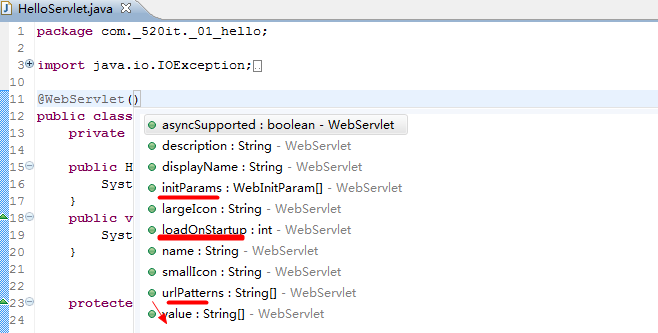 HelloServlet.java
1 package com._520it._01_hello;
2
3 import java.io.IOException;
10
11 @WebServlet()
12 public class
13 private
14
15 public H
16 Syst
17 }
18 public v
19 Syst
20 }
21
22
23 protecte
24
asyncSupported : boolean - WebServlet
description : String - WebServlet
displayName : String - WebServlet
initParams : WebInitParam[] - WebServlet
largeIcon : String - WebServlet
loadOnStartup : int - WebServlet
name : String - WebServlet
smallIcon : String - WebServlet
urlPatterns : String[] - WebServlet
value : String[] - WebServlet